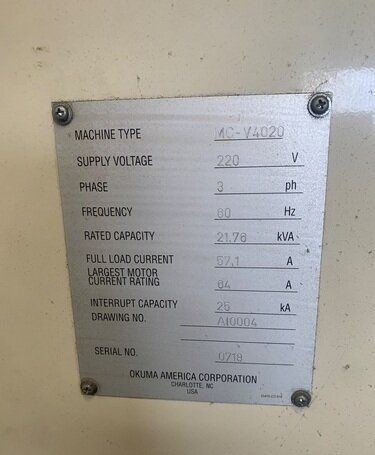 MACHINE TYPE MC-V4020
SUPPLY VOLTAGE 220 V
PHASE 3 ph
FREQUENCY 60 Hz
RATED CAPACITY 21.76 kVA
FULL LOAD CURRENT 57.1 A
LARGEST MOTOR
CURRENT RATING 64 A
INTERRUPT CAPACITY 25 kA
DRAWING NO. AI0004
SERIAL NO. 0719
OKUMA AMERICA CORPORATION
CHARLOTTE, NC
USA